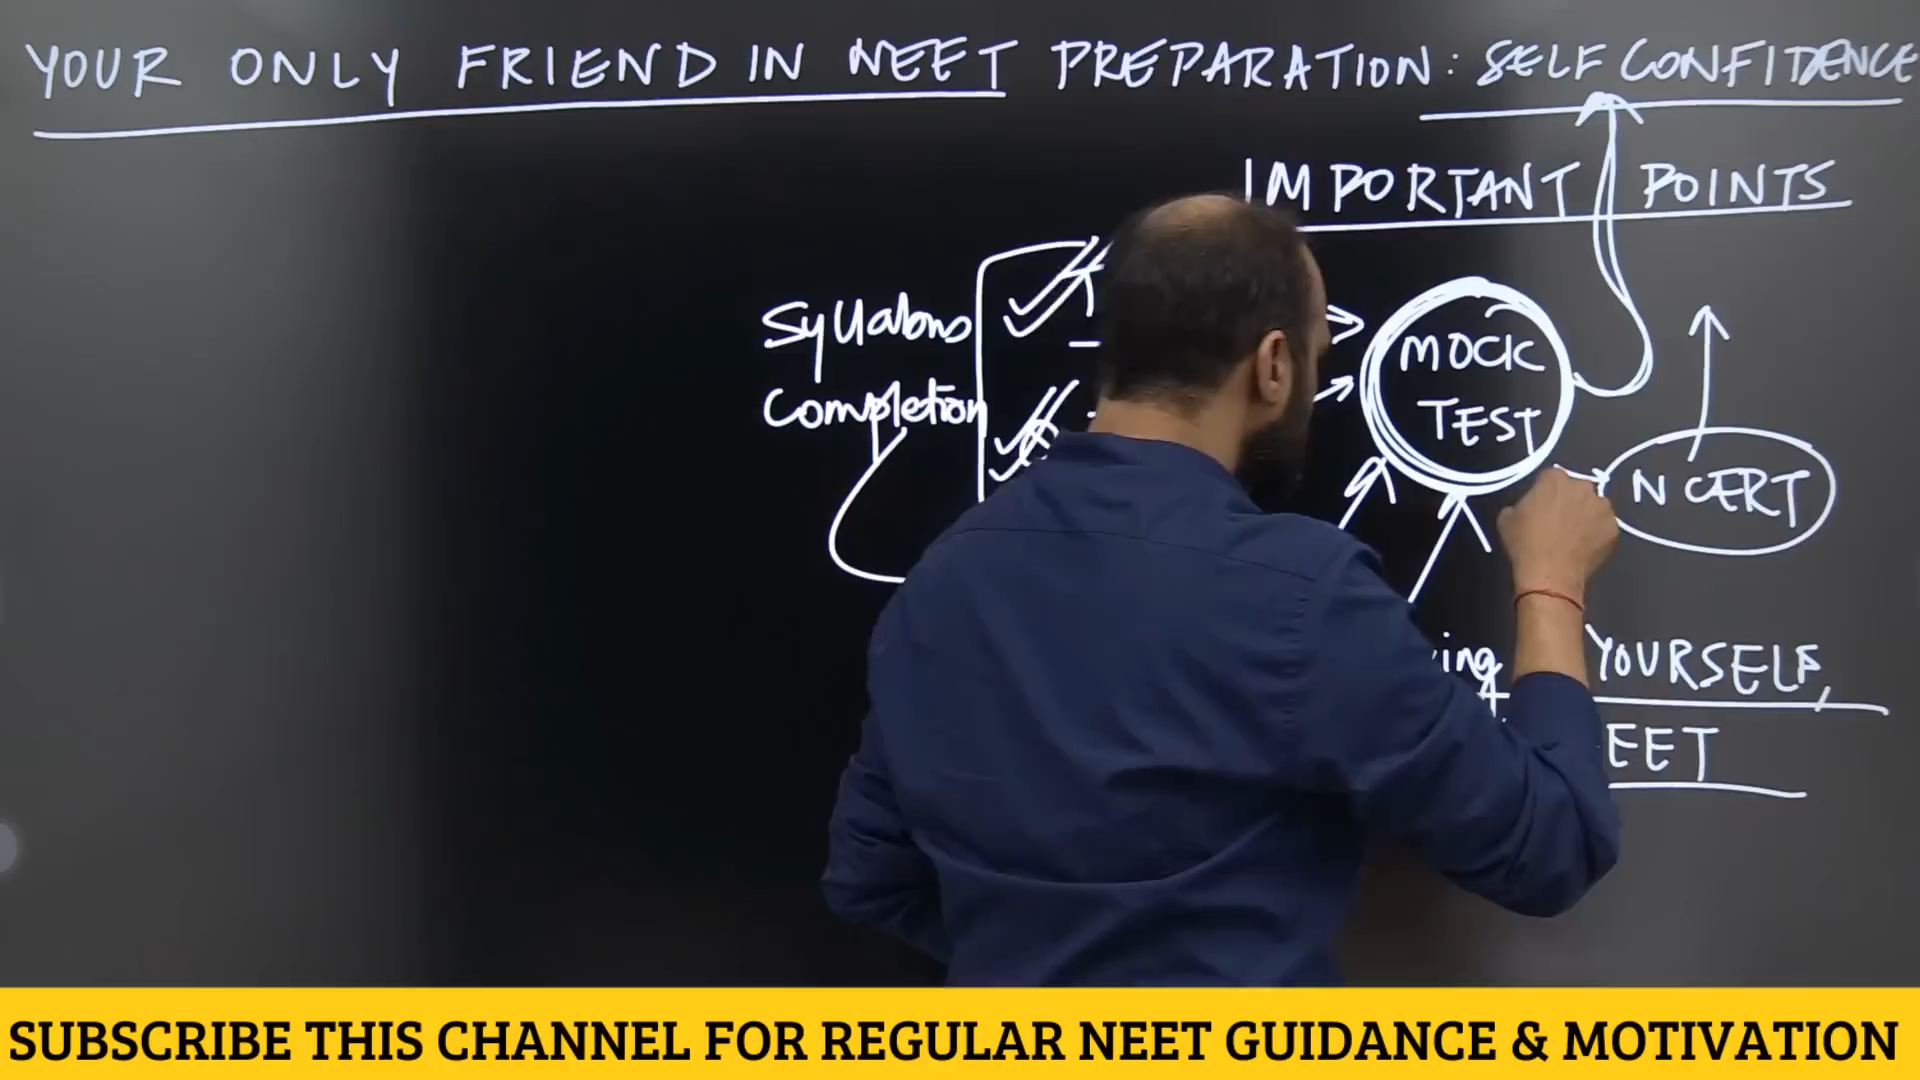 YOUR ONLY FRIEND IN NEET PREPARATION: SELF CONFIDENCE
IMPORTANT POINTS
Syllabus
Completion
MOCK
TEST
NCERT
ing YOURSELF,
EET
SUBSCRIBE THIS CHANNEL FOR REGULAR NEET GUIDANCE & MOTIVATION